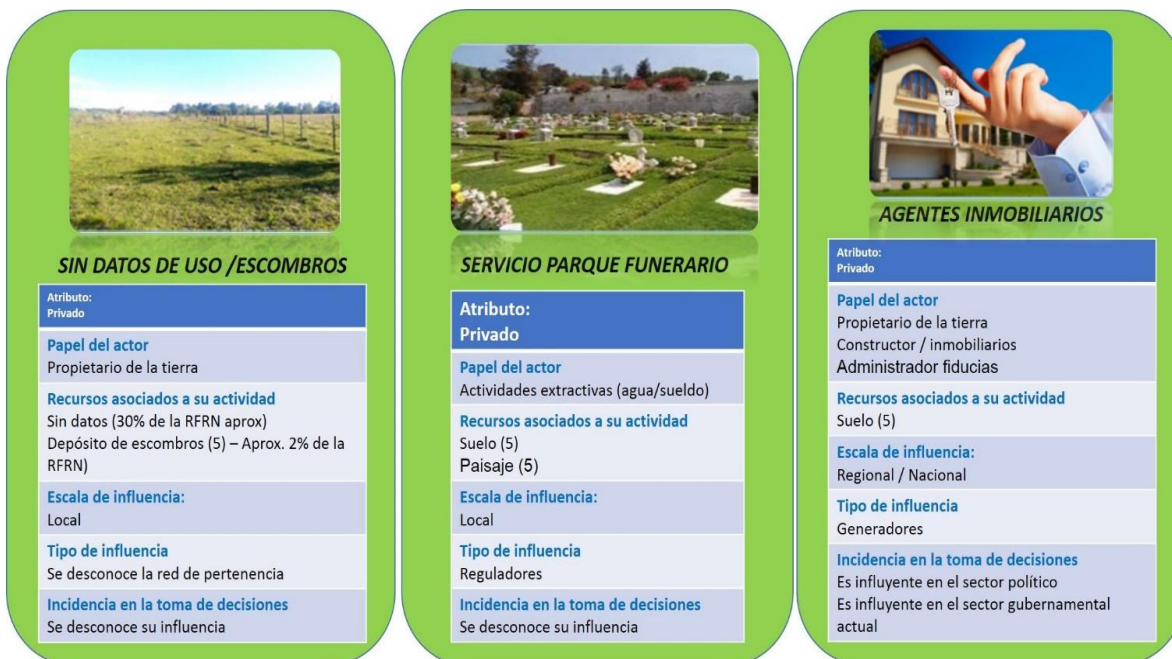 SIN DATOS DE USO /ESCOMBROS
Atributo:
Privado
Papel del actor
Propietario de la tierra
Recursos asociados a su actividad
Sin datos (30% de la RFRN aprox)
Depósito de escombros (5) – Aprox. 2% de la
RFRN)
Escala de influencia:
Local
Tipo de influencia
Se desconoce la red de pertenencia
Incidencia en la toma de decisiones
Se desconoce su influencia
SERVICIO PARQUE FUNERARIO
Atributo:
Privado
Papel del actor
Actividades extractivas (agua/sueldo)
Recursos asociados a su actividad
Suelo (5)
Paisaje (5)
Escala de influencia:
Local
Tipo de influencia
Reguladores
Incidencia en la toma de decisiones
Se desconoce su influencia
AGENTES INMOBILIARIOS
Atributo:
Privado
Papel del actor
Propietario de la tierra
Constructor / inmobiliarios
Administrador fiducias
Recursos asociados a su actividad
Suelo (5)
Escala de influencia:
Regional / Nacional
Tipo de influencia
Generadores
Incidencia en la toma de decisiones
Es influyente en el sector político
Es influyente en el sector gubernamental
actual